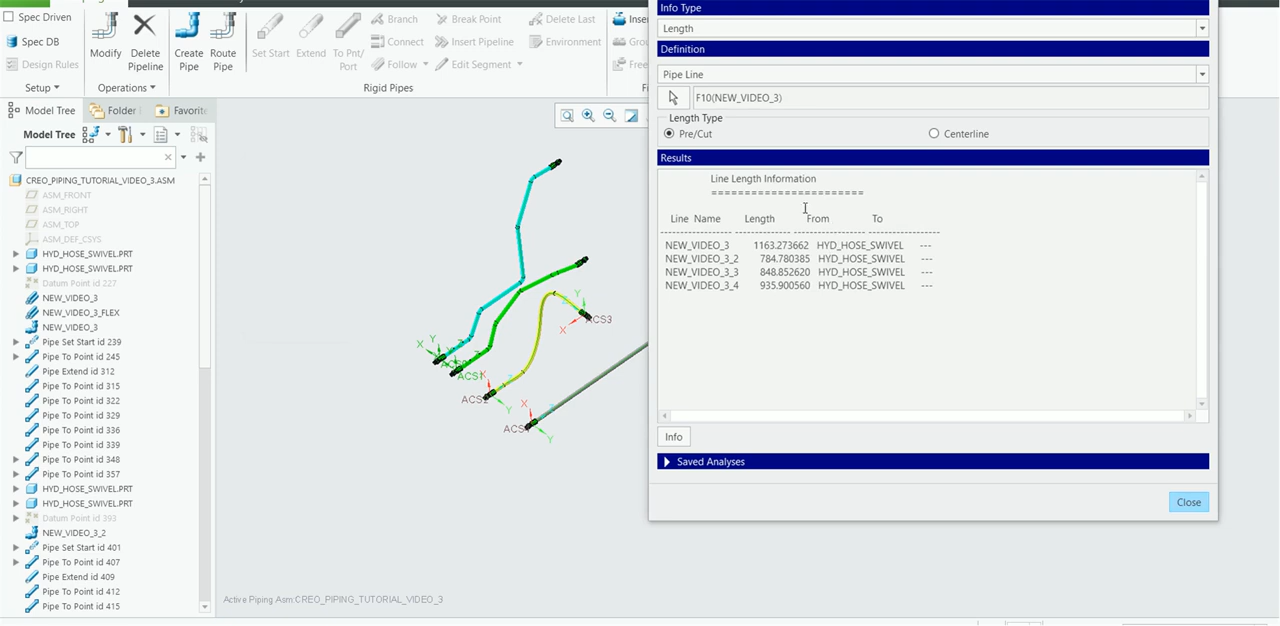 Spec Driven
Spec DB
Design Rules
Setup
Modify
Delete Pipeline
Operations
Create Pipe
Route Pipe
Set Start
Extend
To Pnt/ Port
Branch
Connect
Follow
Break Point
Insert Pipeline
Edit Segment
Delete Last
Environment
Rigid Pipes
Model Tree
Folder
Favorite
Model Tree
CREO_PIPING_TUTORIAL_VIDEO_3.ASM
ASM_FRONT
ASM_RIGHT
ASM_TOP
ASM_DEF_CSYS
HYD_HOSE_SWIVEL.PRT
HYD_HOSE_SWIVEL.PRT
Datum Point id 227
NEW_VIDEO_3
NEW_VIDEO_3_FLEX
NEW_VIDEO_3
Pipe Set Start id 239
Pipe To Point id 245
Pipe Extend id 312
Pipe To Point id 315
Pipe To Point id 322
Pipe To Point id 329
Pipe To Point id 336
Pipe To Point id 339
Pipe To Point id 348
Pipe To Point id 357
HYD_HOSE_SWIVEL.PRT
HYD_HOSE_SWIVEL.PRT
Datum Point id 393
NEW_VIDEO_3_2
Pipe Set Start id 401
Pipe To Point id 407
Pipe Extend id 409
Pipe To Point id 412
Pipe To Point id 415
ACS3
ACS1
ACS2
Active Piping Asm:CREO_PIPING_TUTORIAL_VIDEO_3
Info Type
Length
Definition
Pipe Line
F10(NEW_VIDEO_3)
Length Type
Pre/Cut Centerline
Results
Line Length Information
=======================
Line Name Length From To
NEW_VIDEO_3 1163.273662 HYD_HOSE_SWIVEL ---
NEW_VIDEO_3_2 784.780385 HYD_HOSE_SWIVEL ---
NEW_VIDEO_3_3 848.852620 HYD_HOSE_SWIVEL ---
NEW_VIDEO_3_4 935.900560 HYD_HOSE_SWIVEL ---
Info
Saved Analyses
Close